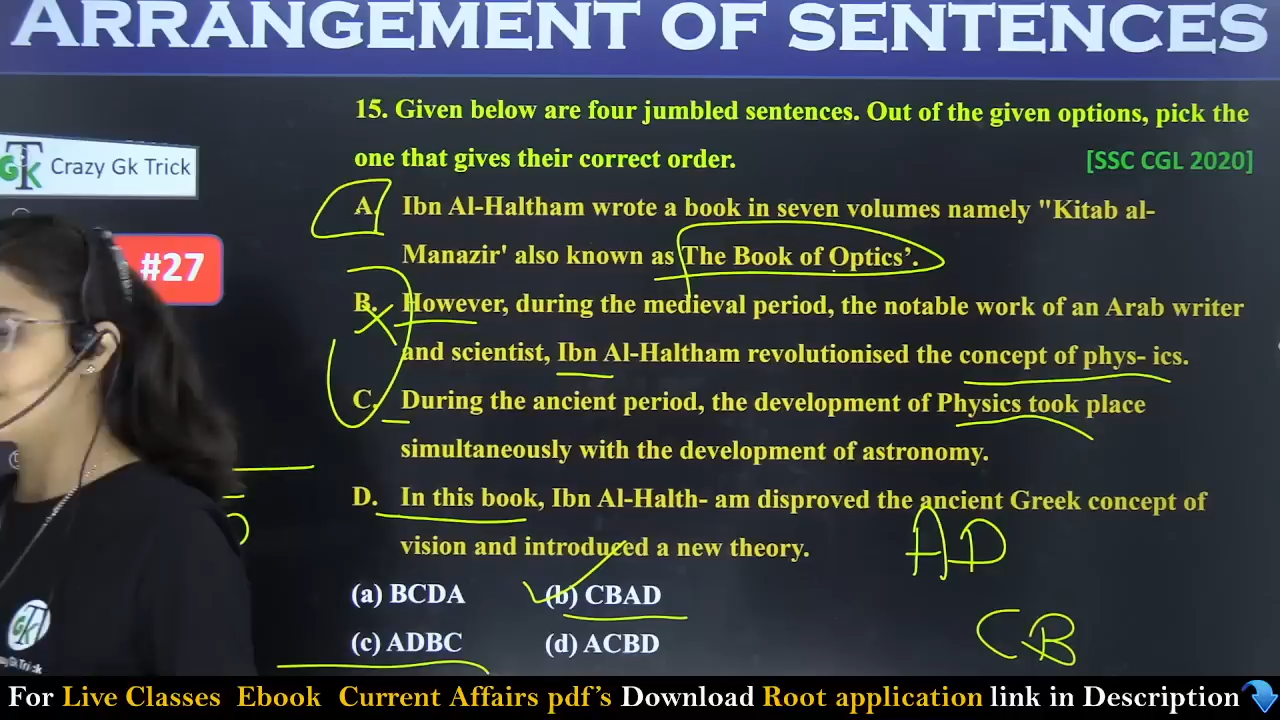 ARRANGEMENT OF SENTENCES
15. Given below are four jumbled sentences. Out of the given options, pick the
one that gives their correct order. [SSC CGL 2020]
GK Crazy Gk Trick
A. Ibn Al-Haltham wrote a book in seven volumes namely "Kitab al-
Manazir' also known as The Book of Optics’.
#27
B. However, during the medieval period, the notable work of an Arab writer
and scientist, Ibn Al-Haltham revolutionised the concept of phys- ics.
C. During the ancient period, the development of Physics took place
simultaneously with the development of astronomy.
D. In this book, Ibn Al-Halth- am disproved the ancient Greek concept of
vision and introduced a new theory.
AD
(a) BCDA (b) CBAD
CB
(c) ADBC (d) ACBD
GK
For Live Classes Ebook Current Affairs pdf’s Download Root application link in Description